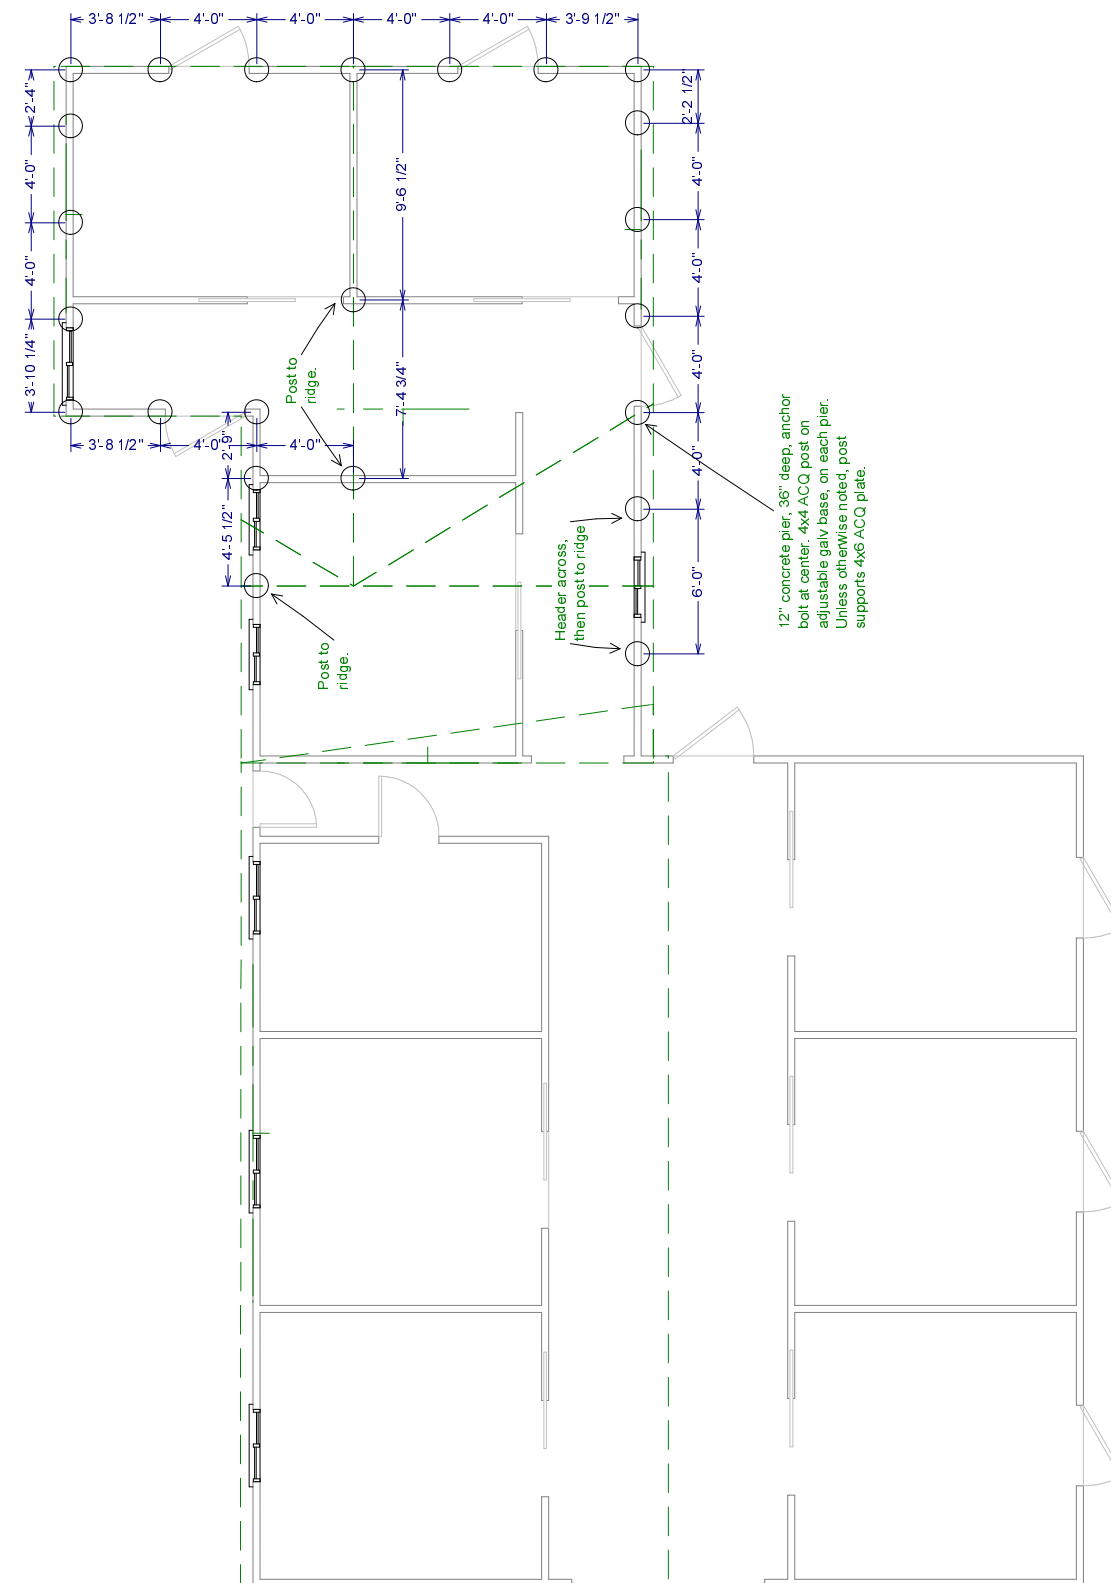 3'-8 1/2"
4'-0"
4'-0"
4'-0"
4'-0"
3'-9 1/2"
2'-4"
4'-0"
4'-0"
3'-10 1/4"
9'-6 1/2"
7'-4 3/4"
2'-2 1/2"
4'-0"
4'-0"
4'-0"
4'-0"
6'-0"
3'-8 1/2"
4'-0"
4'-0"
2'-9"
4'-5 1/2"
Post to
ridge.
Post to
ridge.
Header across,
then post to ridge
12" concrete pier, 36" deep, anchor
bolt at center. 4x4 ACQ post on
adjustable galv base, on each pier.
Unless otherwise noted, post
supports 4x6 ACQ plate.